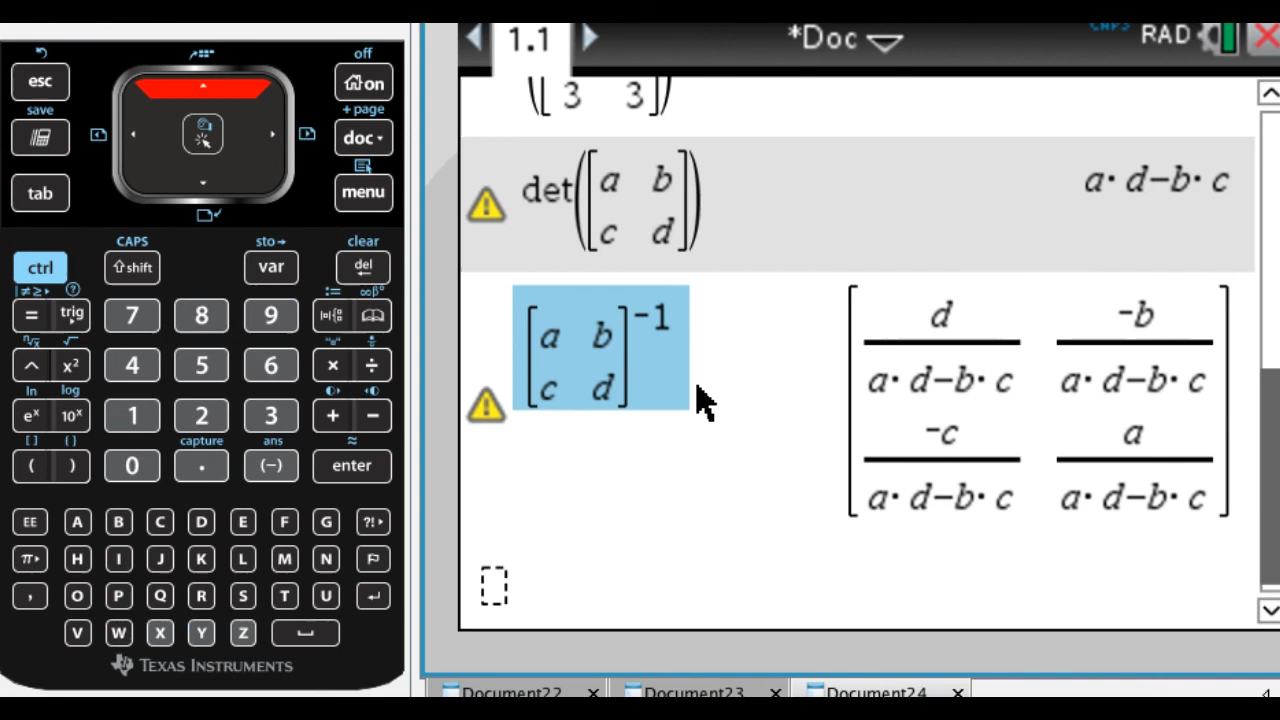 off
esc
on
save
+ page
doc
tab
menu
CAPS
sto→
clear
ctrl
⇧shift
var
del
=
trig
7
8
9
^
x²
4
5
6
×
÷
ln
log
eˣ
10ˣ
1
2
3
+
−
[ ]
{ }
capture
ans
≈
(
)
0
.
(−)
enter
EE
A
B
C
D
E
F
G
?!▸
π▸
H
I
J
K
L
M
N
,
O
P
Q
R
S
T
U
V
W
X
Y
Z
TEXAS INSTRUMENTS
1.1
*Doc
CAPS RAD
3 3
det([a b
c d])
a· d−b· c
[a b
c d]⁻¹
d −b
a· d−b· c a· d−b· c
−c a
a· d−b· c a· d−b· c
Document22
Document23
Document24